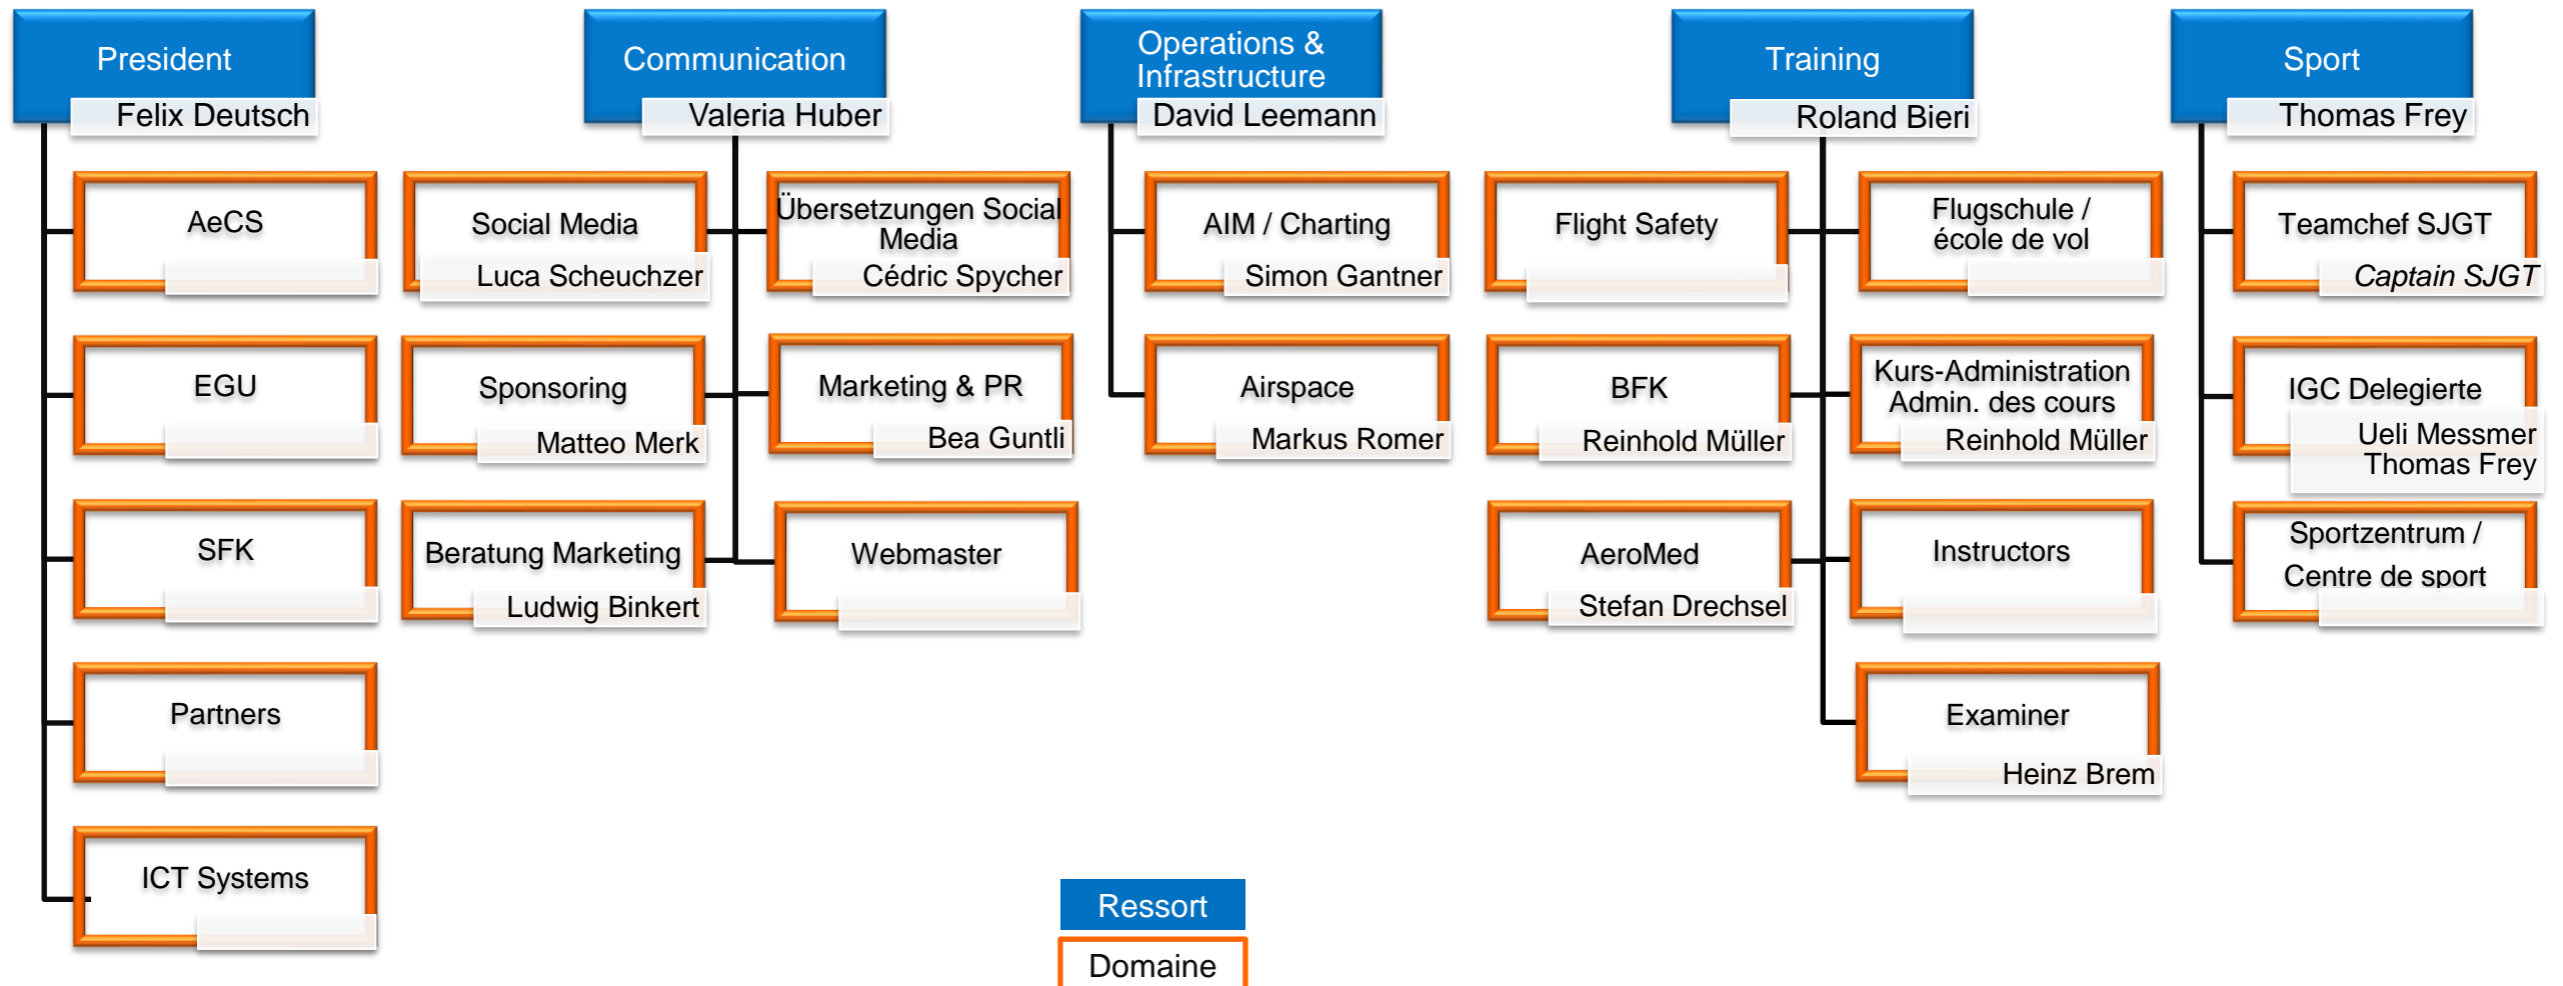 President
Felix Deutsch
AeCS
EGU
SFK
Partners
ICT Systems
Communication
Valeria Huber
Social Media
Luca Scheuchzer
Übersetzungen Social
Media
Cédric Spycher
Sponsoring
Matteo Merk
Marketing & PR
Bea Guntli
Beratung Marketing
Ludwig Binkert
Webmaster
Operations &
Infrastructure
David Leemann
AIM / Charting
Simon Gantner
Airspace
Markus Romer
Training
Roland Bieri
Flight Safety
Flugschule /
école de vol
BFK
Reinhold Müller
Kurs-Administration
Admin. des cours
Reinhold Müller
AeroMed
Stefan Drechsel
Instructors
Examiner
Heinz Brem
Sport
Thomas Frey
Teamchef SJGT
Captain SJGT
IGC Delegierte
Ueli Messmer
Thomas Frey
Sportzentrum /
Centre de sport
Ressort
Domaine